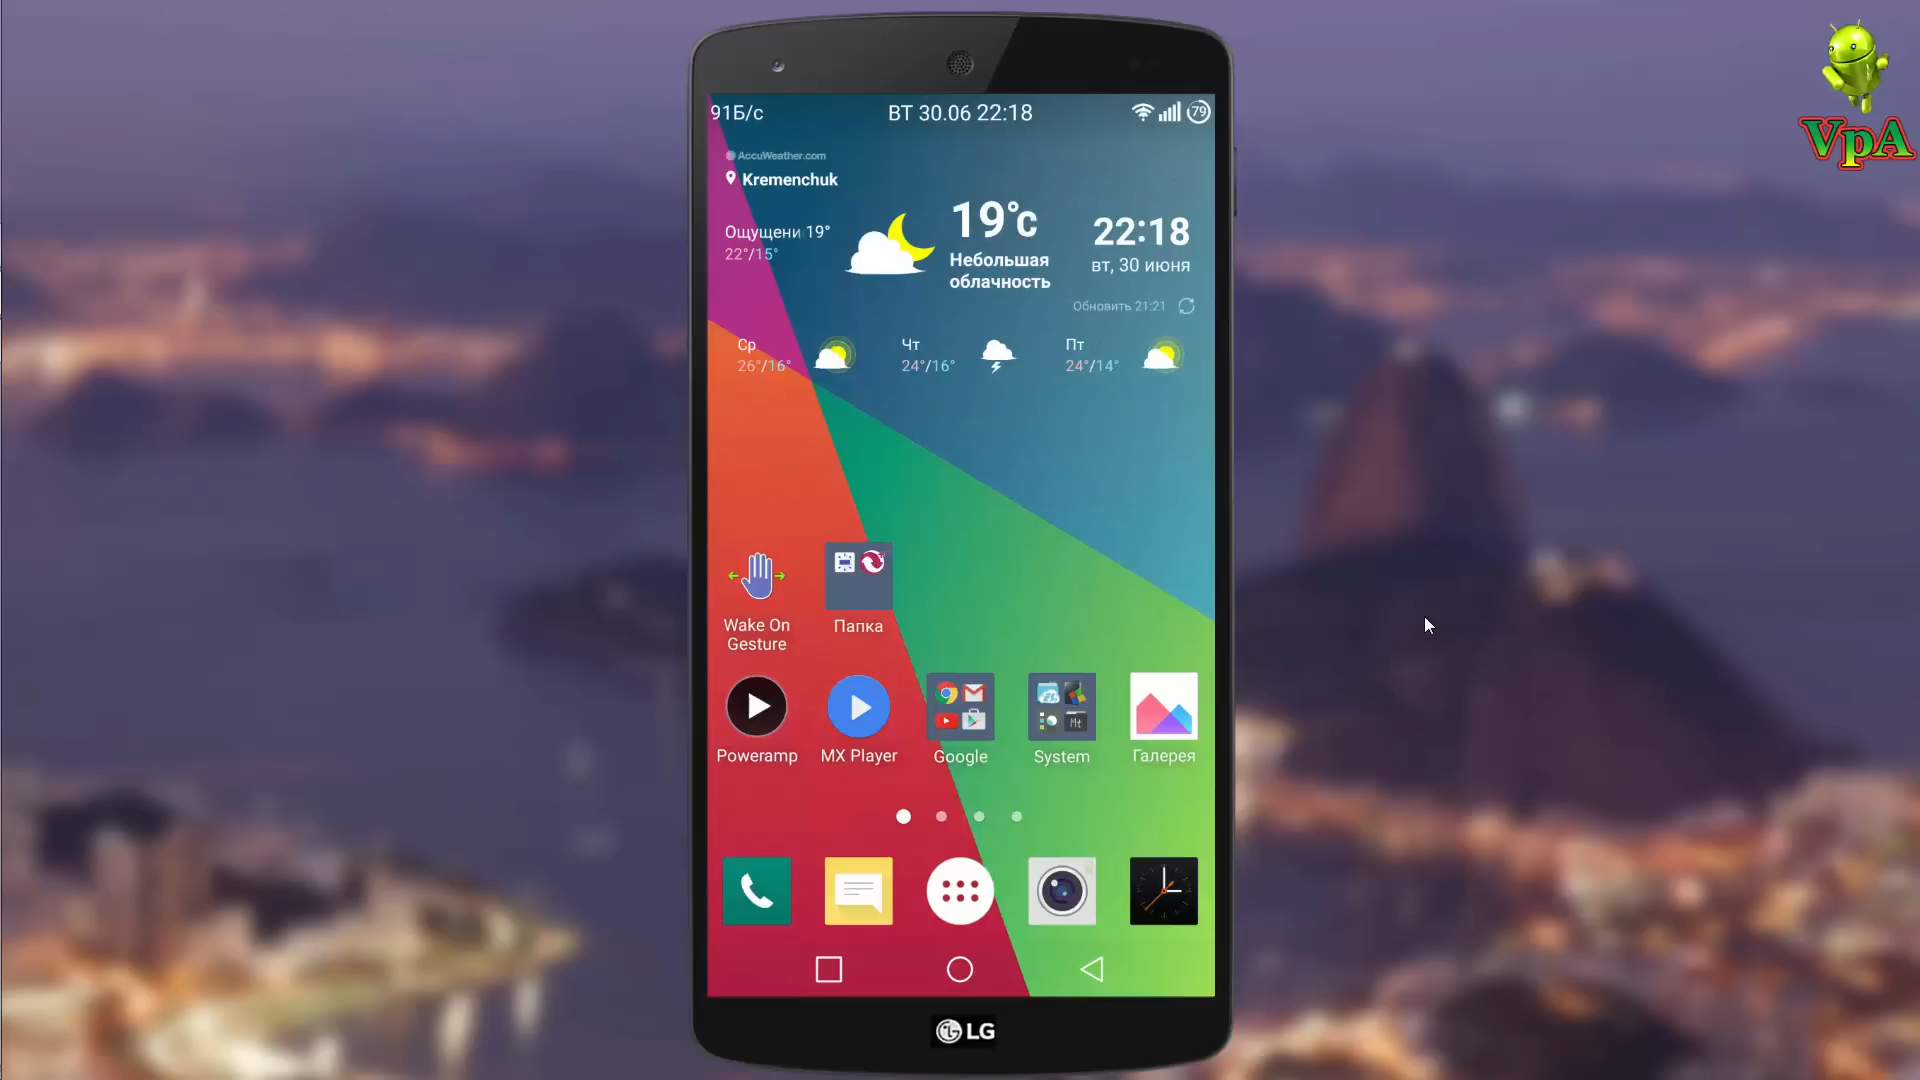 91Б/с ВТ 30.06 22:18 79
AccuWeather.com
Kremenchuk
Ощущени 19°
22°/15°
19°c
Небольшая
облачность
22:18
вт, 30 июня
Обновить 21:21
Ср
26°/16°
Чт
24°/16°
Пт
24°/14°
Wake On
Gesture
Папка
Poweramp
MX Player
Google
System
Галерея
LG
VpA